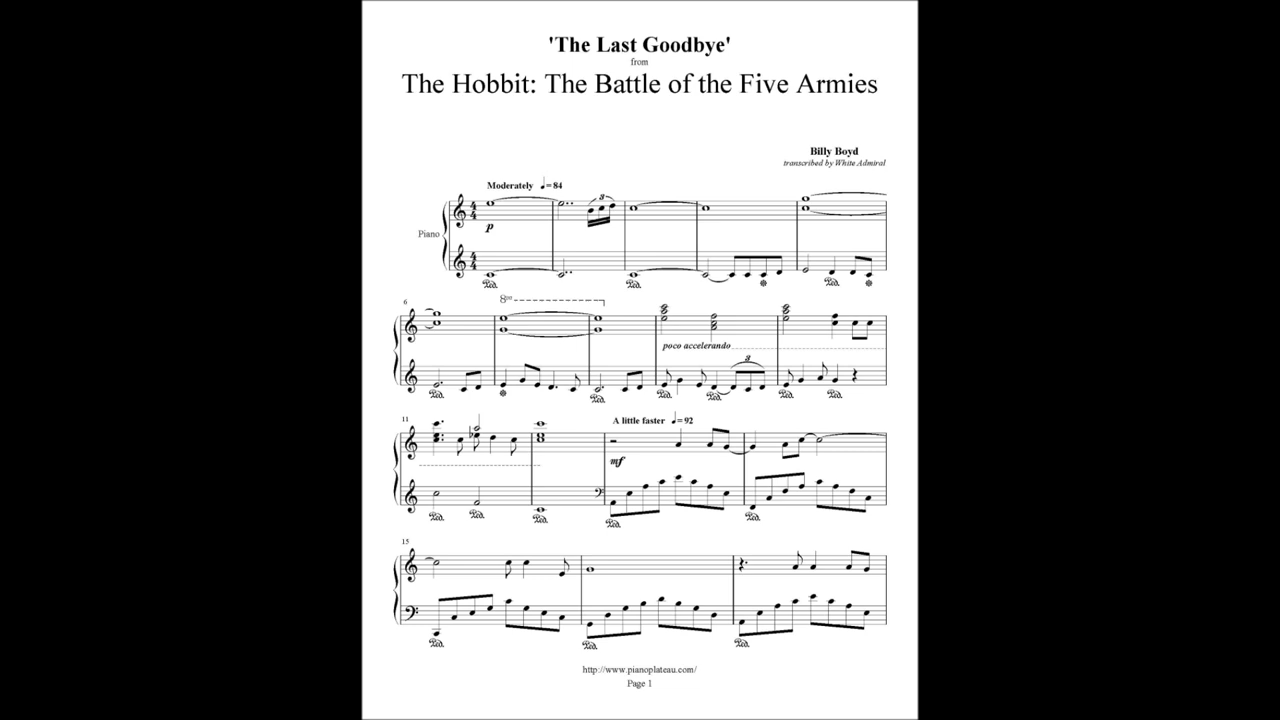 'The Last Goodbye'
from
The Hobbit: The Battle of the Five Armies
Billy Boyd
transcribed by White Admiral
Moderately ♩= 84
3
Piano
p
6
8va
poco accelerando
3
11
A little faster ♩= 92
mf
15
http://www.pianoplateau.com/
Page 1